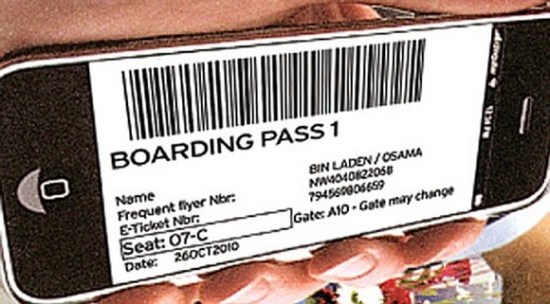 BOARDING PASS 1
Name BIN LADEN / OSAMA
Frequent flyer Nbr: NW4040822068
E-Ticket Nbr: 794569806659
Seat: 07-C Gate: A10 - Gate may change
Date: 26OCT2010